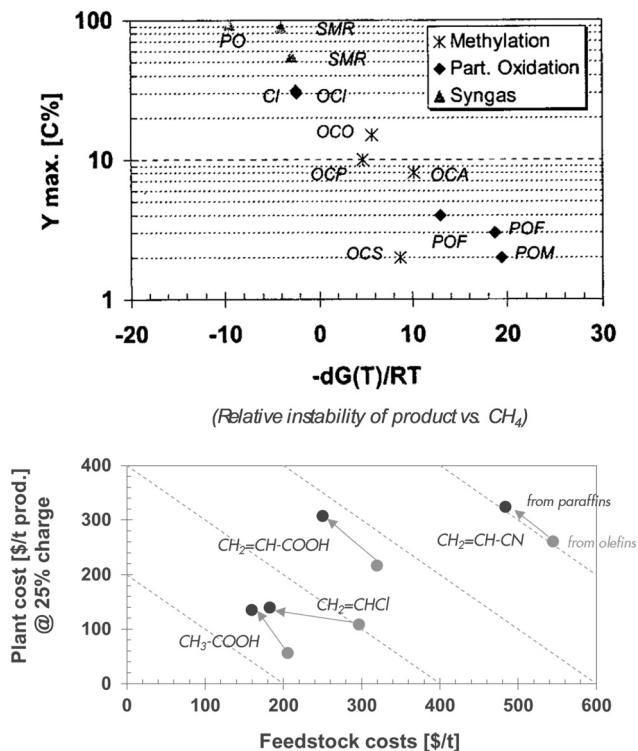 100
10
1
Y max. [C%]
PO
SMR
SMR
CI
OCI
OCO
OCP
OCA
OCS
POF
POF
POM
Methylation
Part. Oxidation
Syngas
-20
-10
0
10
20
30
-dG(T)/RT
(Relative instability of product vs. CH₄)
400
300
200
100
0
Plant cost [$/t prod.]
@ 25% charge
from paraffins
from olefins
CH₂=CH-CN
CH₂=CH-COOH
CH₂=CHCl
CH₃-COOH
0
100
200
300
400
500
600
Feedstock costs [$/t]